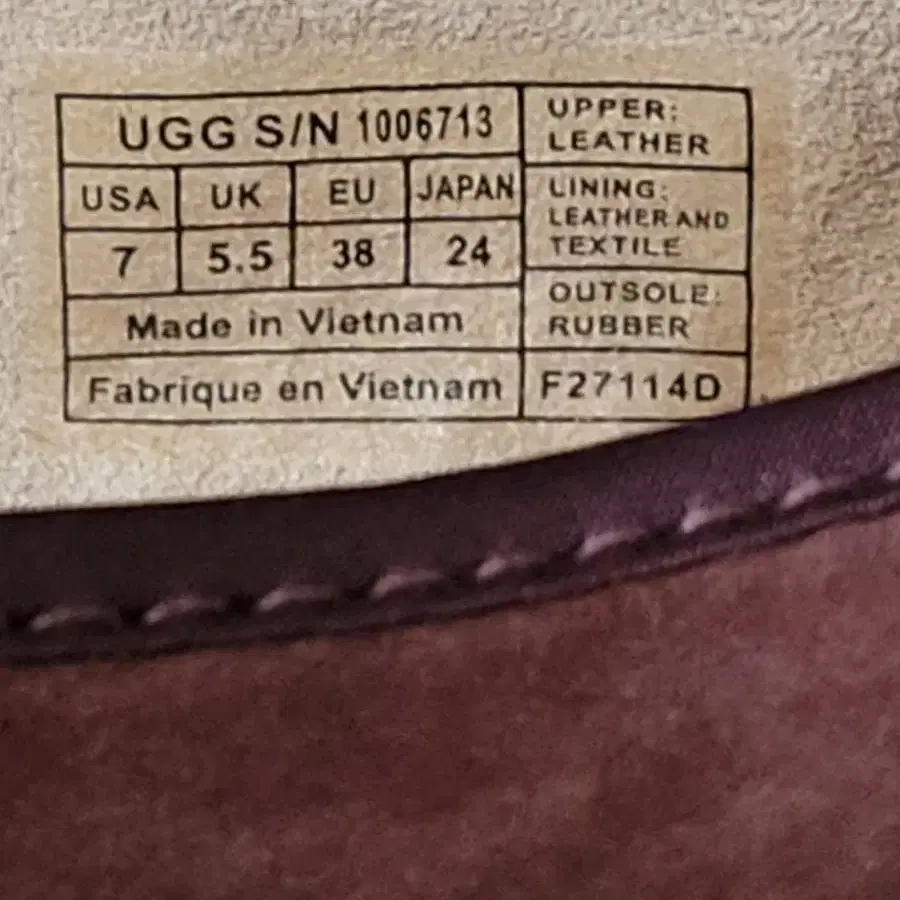 UGG S/N 1006713
USA UK EU JAPAN
7 5.5 38 24
Made in Vietnam
Fabrique en Vietnam
UPPER:
LEATHER
LINING:
LEATHER AND
TEXTILE
OUTSOLE:
RUBBER
F27114D